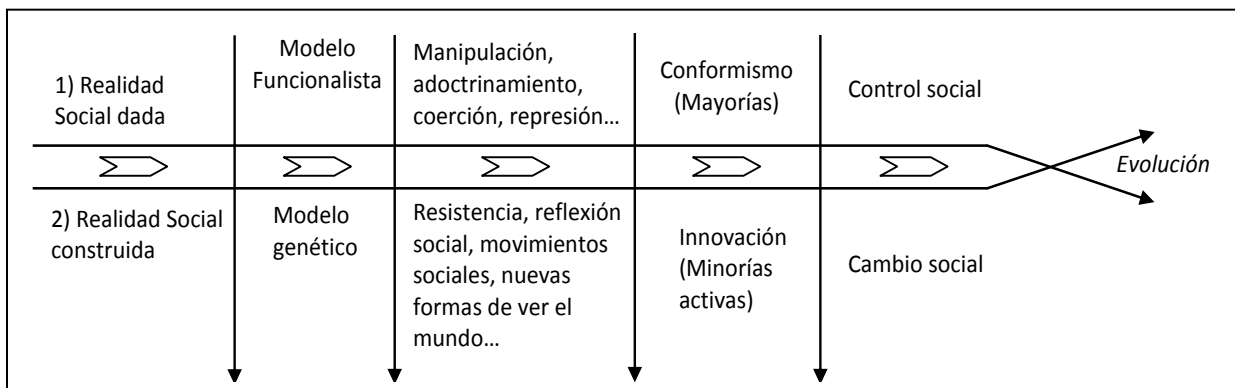 1) Realidad
Social dada
Modelo
Funcionalista
Manipulación,
adoctrinamiento,
coerción, represión…
Conformismo
(Mayorías)
Control social
Evolución
2) Realidad Social
construida
Modelo
genético
Resistencia, reflexión
social, movimientos
sociales, nuevas
formas de ver el
mundo…
Innovación
(Minorías
activas)
Cambio social